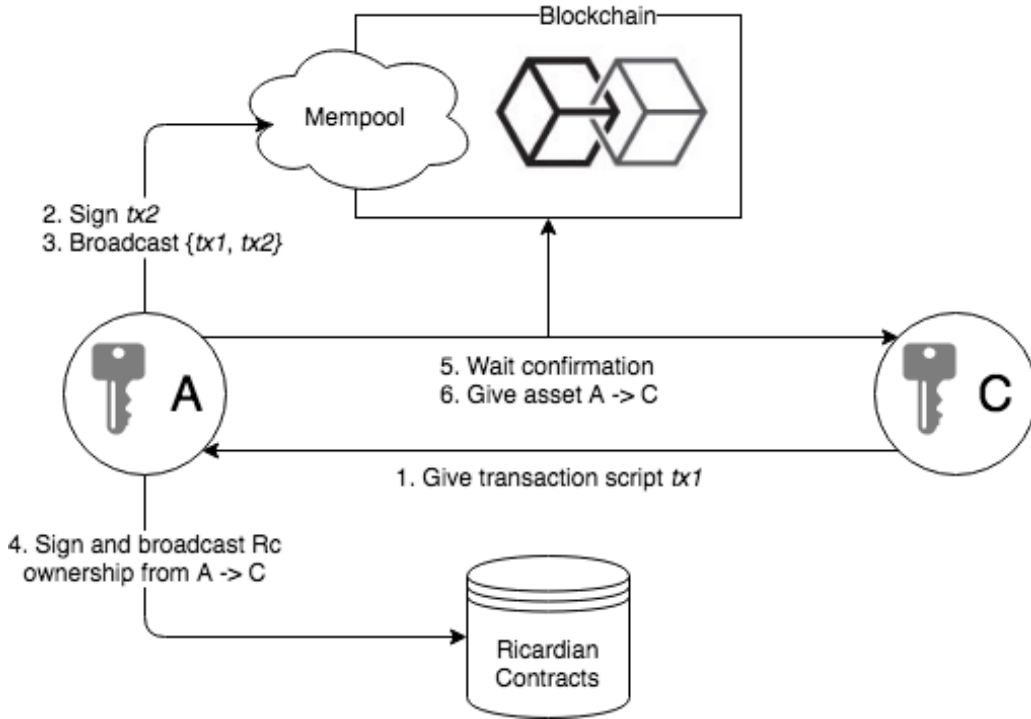 Blockchain
Mempool
2. Sign tx2
3. Broadcast {tx1, tx2}
A
5. Wait confirmation
6. Give asset A -> C
C
1. Give transaction script tx1
4. Sign and broadcast Rc
ownership from A -> C
Ricardian
Contracts